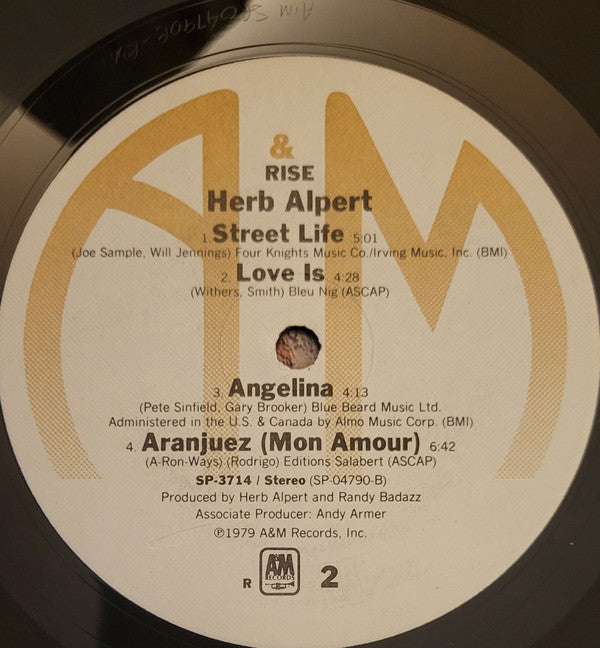 A&M
RISE
Herb Alpert
1. Street Life 5:01
(Joe Sample, Will Jennings) Four Knights Music Co./Irving Music, Inc. (BMI)
2. Love Is 4:28
(Withers, Smith) Bleu Nig (ASCAP)
3. Angelina 4:13
(Pete Sinfield, Gary Brooker) Blue Beard Music Ltd.
Administered in the U.S. & Canada by Almo Music Corp. (BMI)
4. Aranjuez (Mon Amour) 6:42
(A-Ron-Ways) (Rodrigo) Editions Salabert (ASCAP)
SP-3714 / Stereo (SP-04790-B)
Produced by Herb Alpert and Randy Badazz
Associate Producer: Andy Armer
℗1979 A&M Records, Inc.
R A&M RECORDS 2